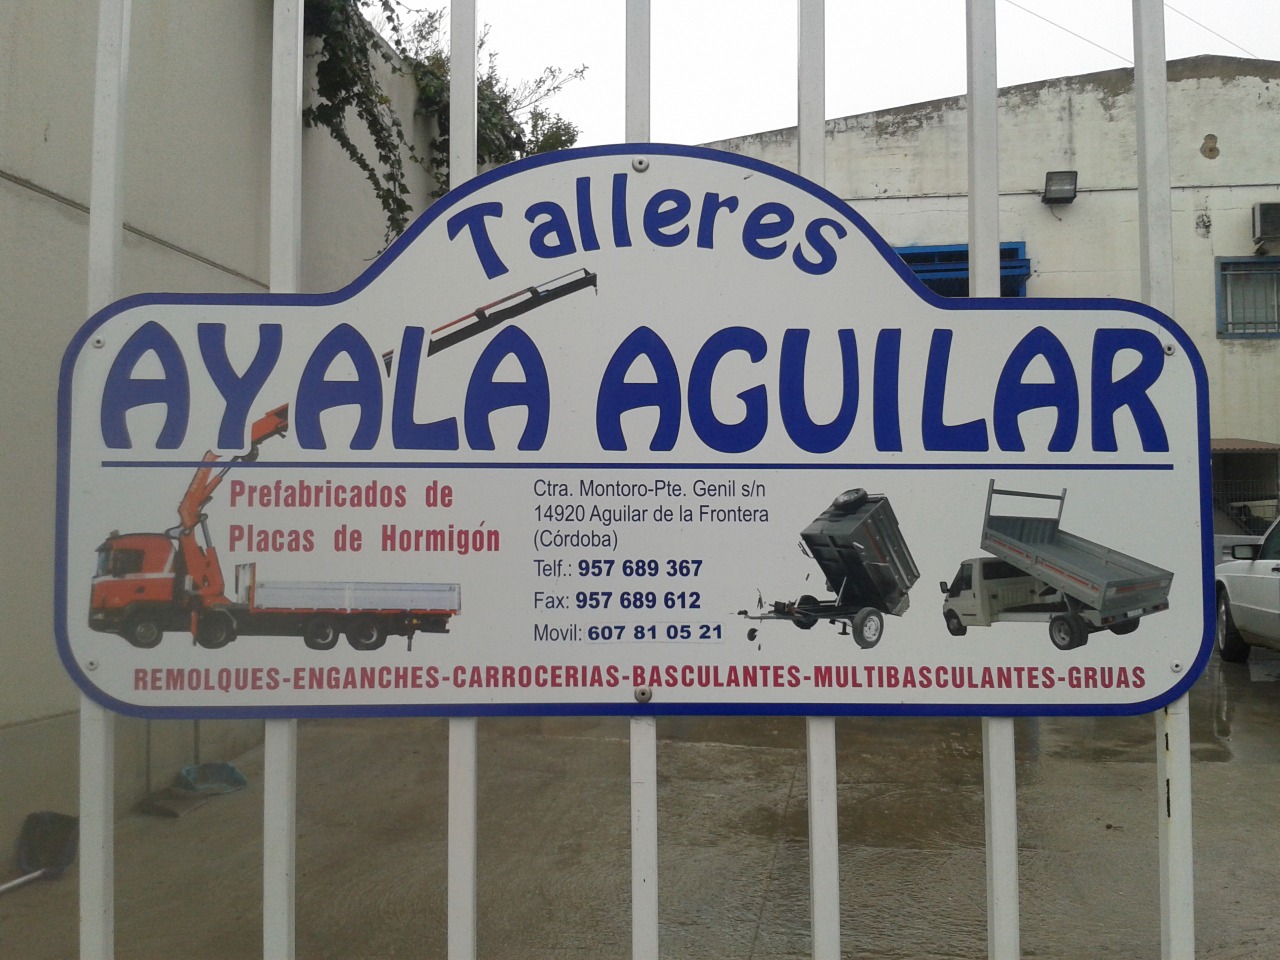 Talleres
AYALA AGUILAR
Prefabricados de
Placas de Hormigón
Ctra. Montoro-Pte. Genil s/n
14920 Aguilar de la Frontera
(Córdoba)
Telf.: 957 689 367
Fax: 957 689 612
Movil: 607 81 05 21
REMOLQUES-ENGANCHES-CARROCERIAS-BASCULANTES-MULTIBASCULANTES-GRUAS